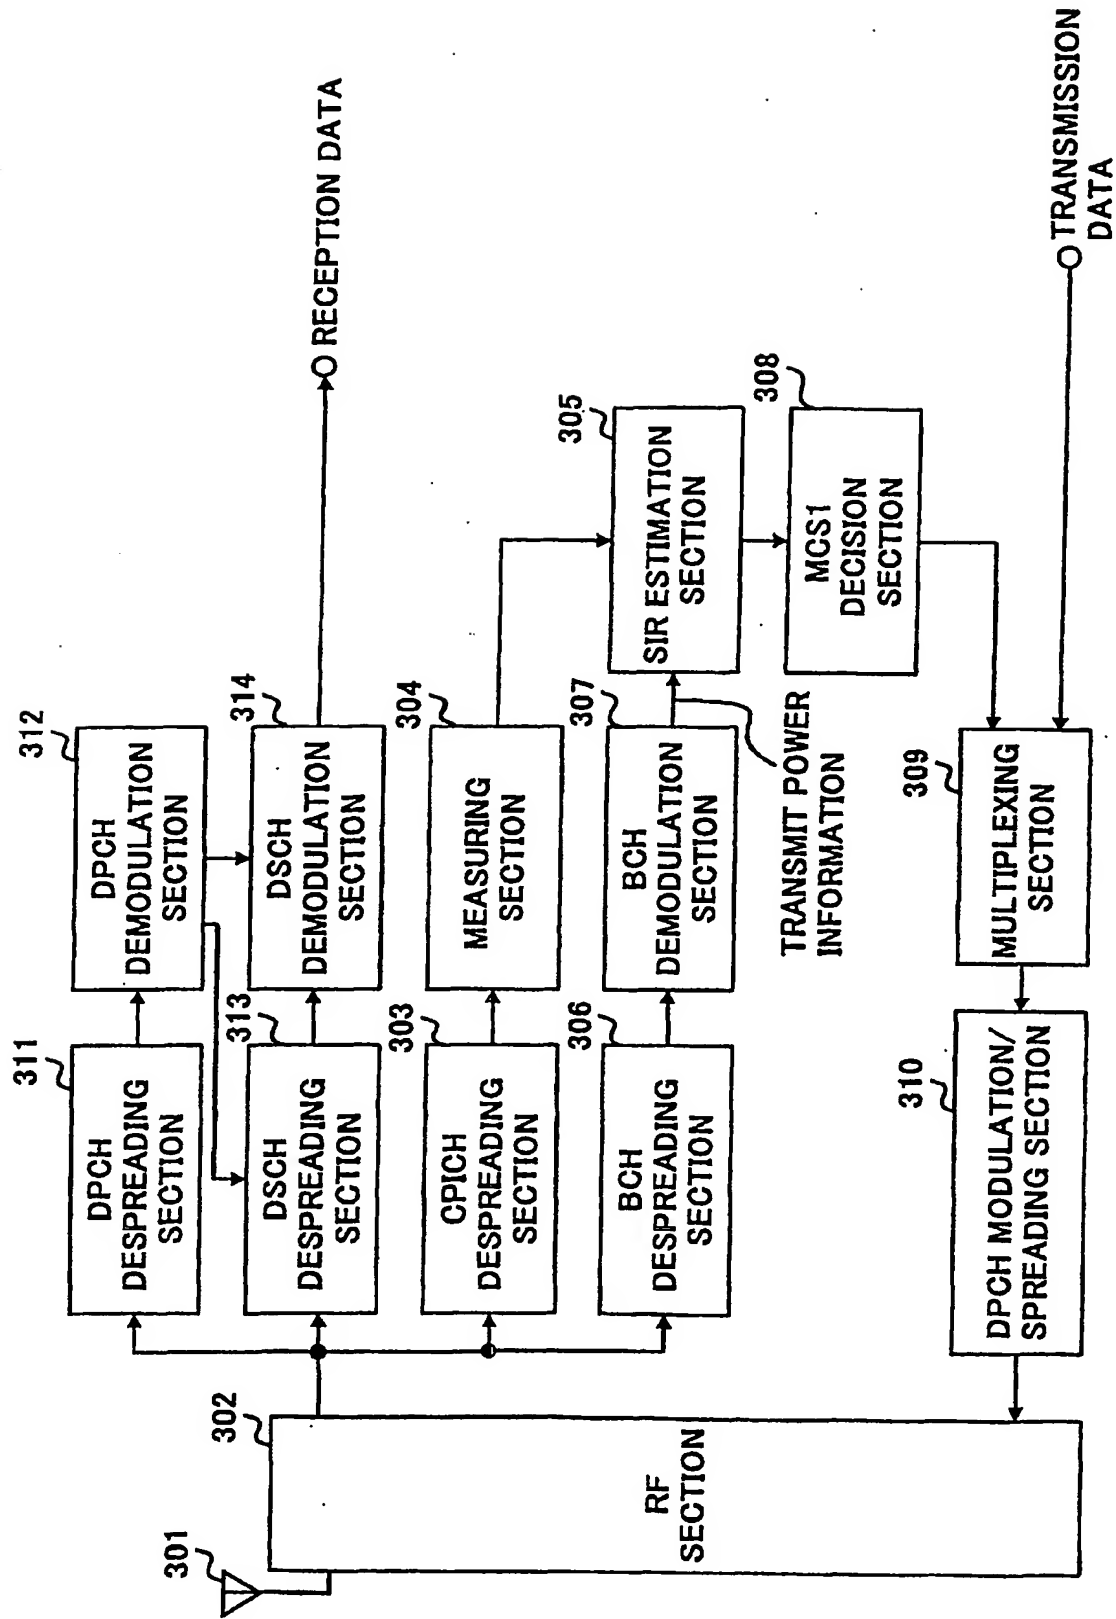 301
302
RF
SECTION
311
DPCH
DESPREADING
SECTION
312
DPCH
DEMODULATION
SECTION
313
DSCH
DESPREADING
SECTION
314
DSCH
DEMODULATION
SECTION
RECEPTION DATA
303
CPICH
DESPREADING
SECTION
304
MEASURING
SECTION
306
BCH
DESPREADING
SECTION
307
BCH
DEMODULATION
SECTION
305
SIR ESTIMATION
SECTION
TRANSMIT POWER
INFORMATION
308
MCS1
DECISION
SECTION
310
DPCH MODULATION/
SPREADING SECTION
309
MULTIPLEXING
SECTION
TRANSMISSION
DATA